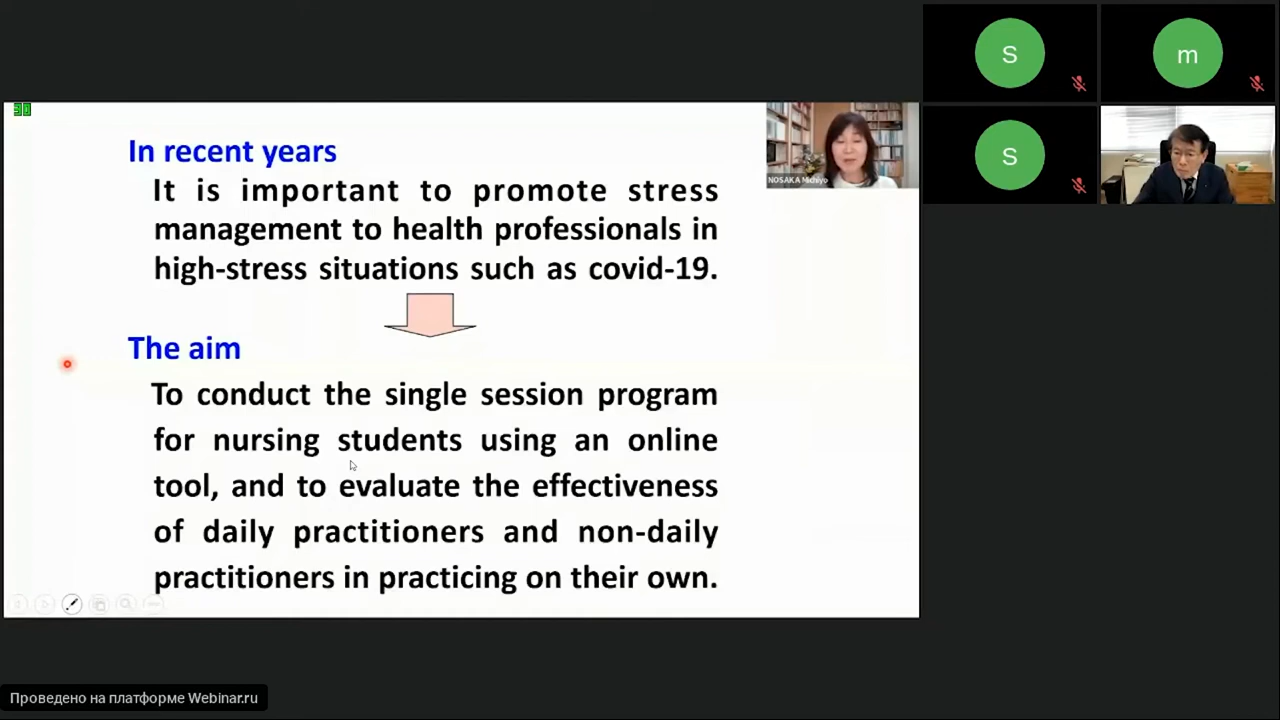 30
In recent years
It is important to promote stress
management to health professionals in
high-stress situations such as covid-19.
The aim
To conduct the single session program
for nursing students using an online
tool, and to evaluate the effectiveness
of daily practitioners and non-daily
practitioners in practicing on their own.
NOSAKA Michiyo
S
m
S
Проведено на платформе Webinar.ru